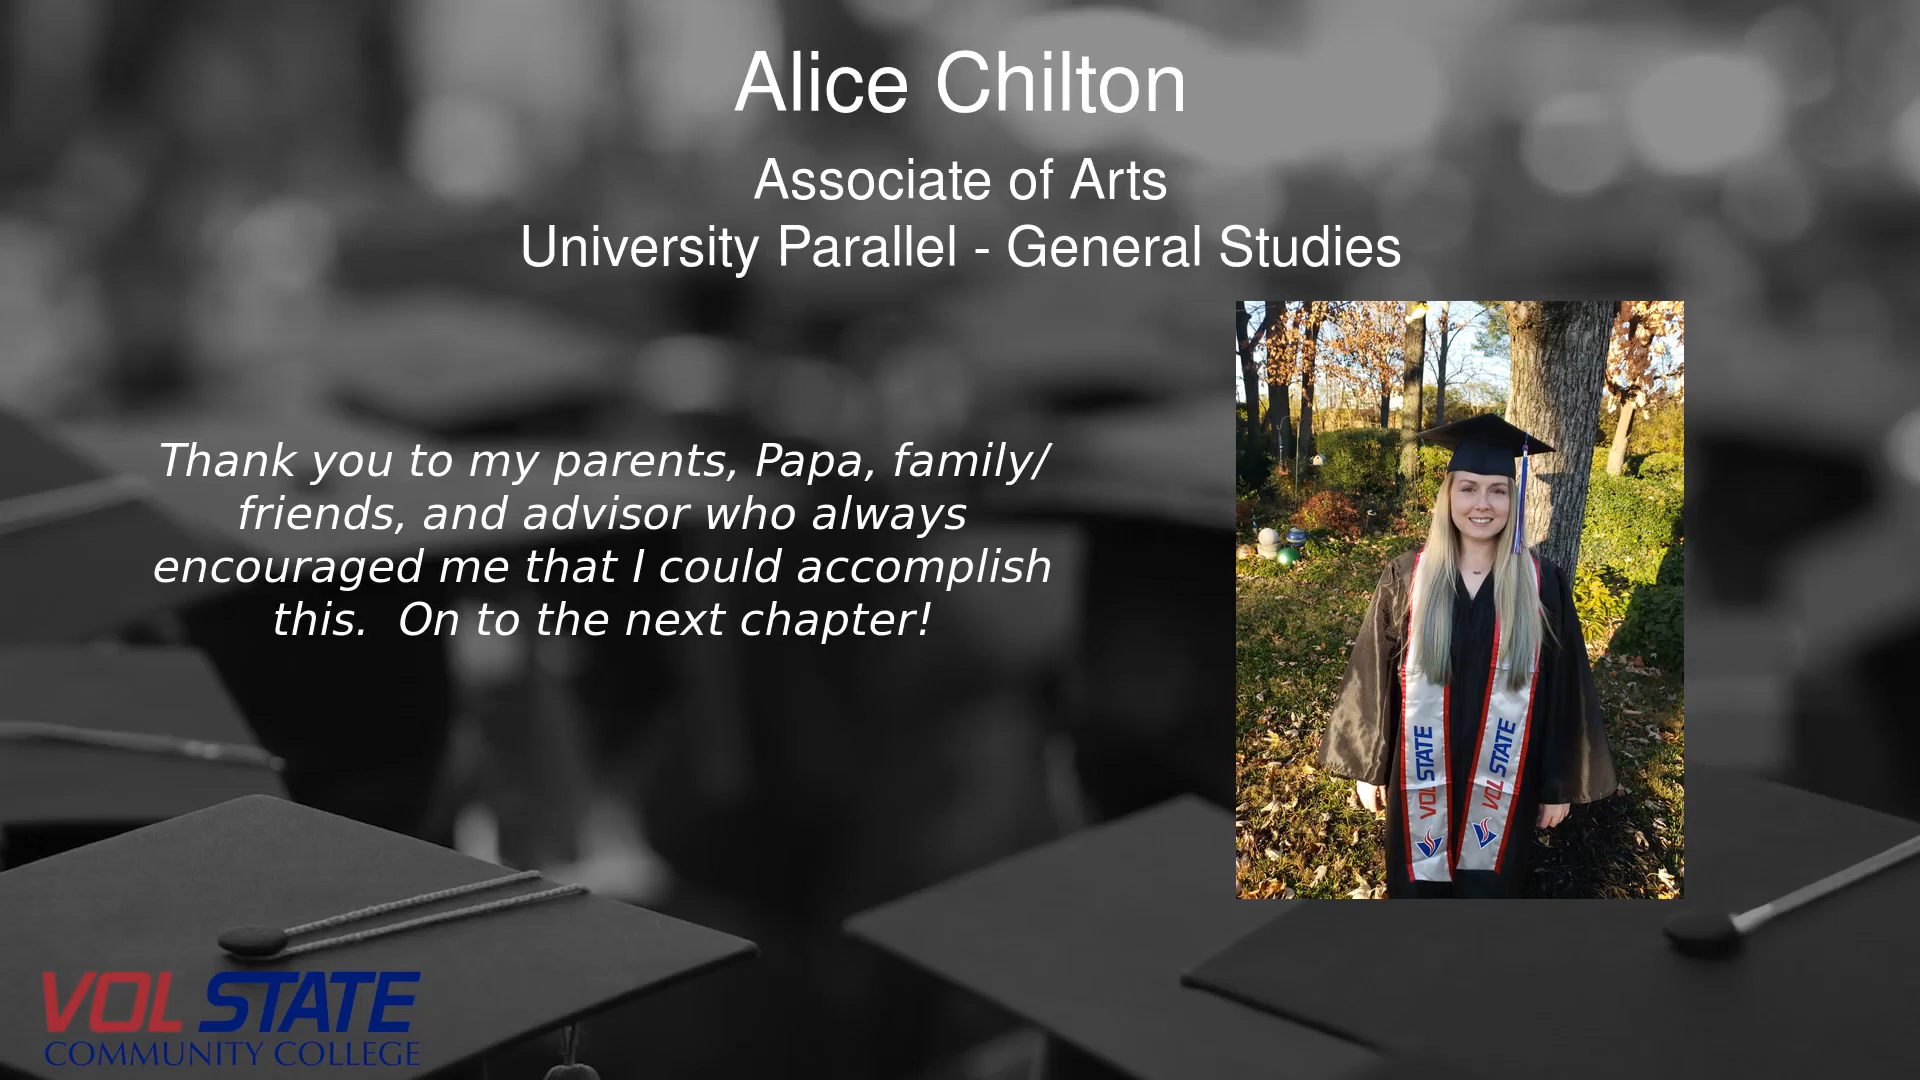 Alice Chilton
Associate of Arts
University Parallel - General Studies
Thank you to my parents, Papa, family/
friends, and advisor who always
encouraged me that I could accomplish
this.  On to the next chapter!
VOL STATE
VOL STATE
VOL STATE
COMMUNITY COLLEGE